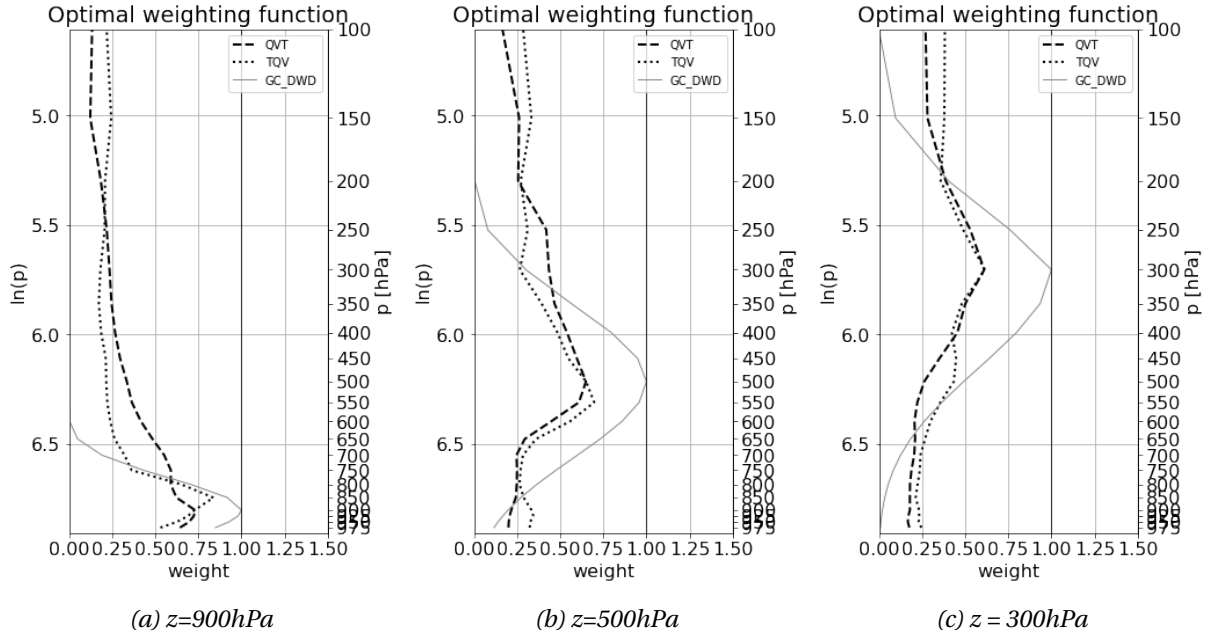 Optimal weighting function
QVT
TQV
GC_DWD
5.0
5.5
6.0
6.5
ln(p)
100
150
200
250
300
350
400
450
500
550
600
650
700
750
800
850
900
975
p [hPa]
0.00 0.25 0.50 0.75 1.00 1.25 1.50
weight
(a) z=900hPa
Optimal weighting function
QVT
TQV
GC_DWD
5.0
5.5
6.0
6.5
ln(p)
100
150
200
250
300
350
400
450
500
550
600
650
700
750
800
850
900
975
p [hPa]
0.00 0.25 0.50 0.75 1.00 1.25 1.50
weight
(b) z=500hPa
Optimal weighting function
QVT
TQV
GC_DWD
5.0
5.5
6.0
6.5
ln(p)
100
150
200
250
300
350
400
450
500
550
600
650
700
750
800
850
900
975
p [hPa]
0.00 0.25 0.50 0.75 1.00 1.25 1.50
weight
(c) z = 300hPa